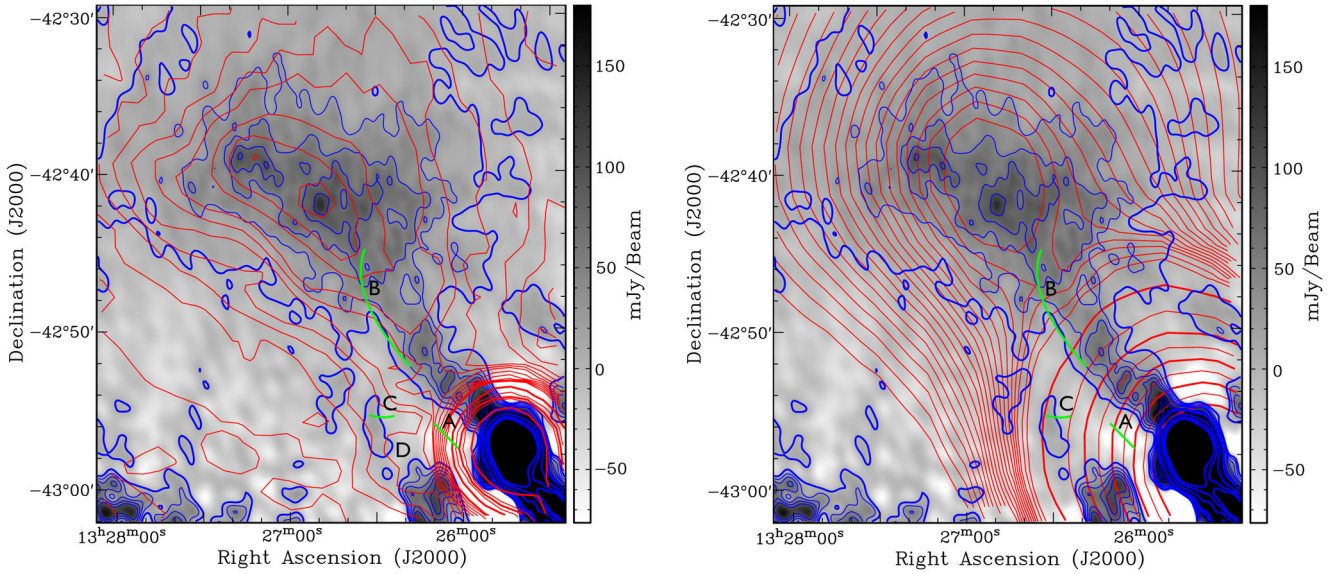 −42°30′
−42°40′
−42°50′
−43°00′
Declination (J2000)
13ʰ28ᵐ00ˢ
27ᵐ00ˢ
26ᵐ00ˢ
Right Ascension (J2000)
B
C
A
D
150
100
50
0
−50
mJy/Beam
−42°30′
−42°40′
−42°50′
−43°00′
Declination (J2000)
13ʰ28ᵐ00ˢ
27ᵐ00ˢ
26ᵐ00ˢ
Right Ascension (J2000)
B
C
A
150
100
50
0
−50
mJy/Beam